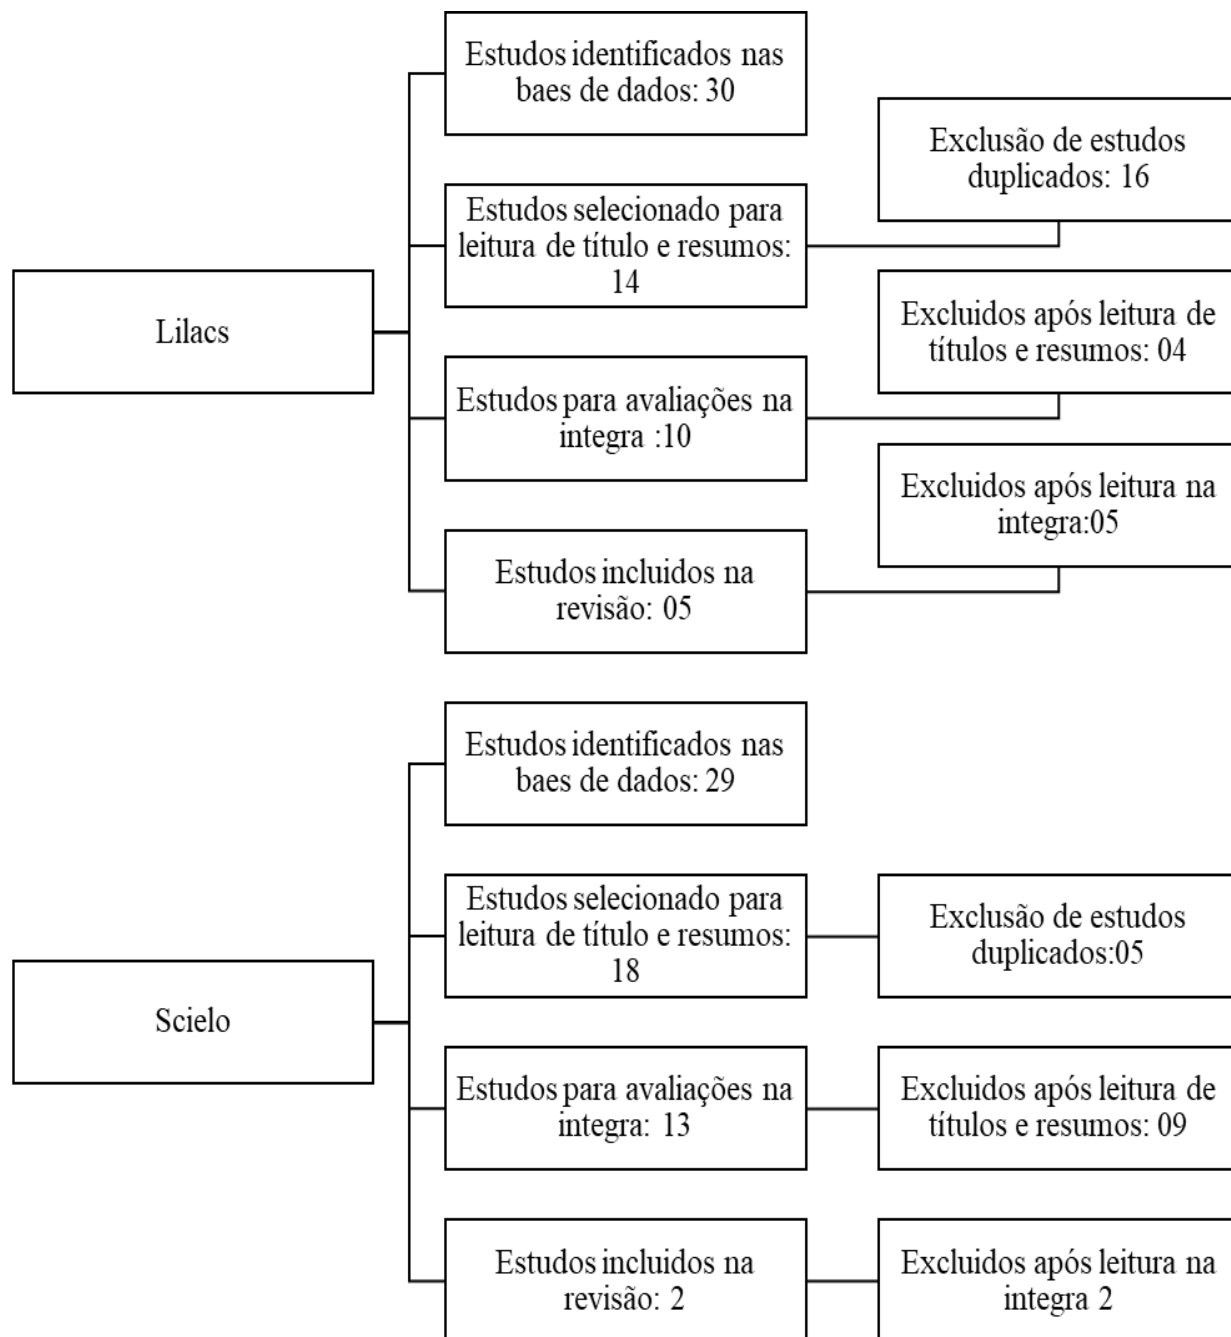 Lilacs
Estudos identificados nas
baes de dados: 30
Estudos selecionado para
leitura de título e resumos:
14
Exclusão de estudos
duplicados: 16
Estudos para avaliações na
integra :10
Excluidos após leitura de
títulos e resumos: 04
Estudos incluidos na
revisão: 05
Excluidos após leitura na
integra:05
Scielo
Estudos identificados nas
baes de dados: 29
Estudos selecionado para
leitura de título e resumos:
18
Exclusão de estudos
duplicados:05
Estudos para avaliações na
integra: 13
Excluidos após leitura de
títulos e resumos: 09
Estudos incluidos na
revisão: 2
Excluidos após leitura na
integra 2